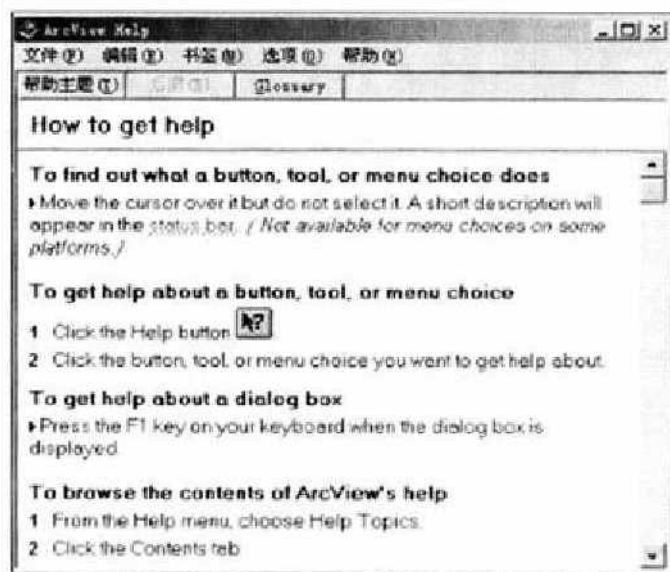 ArcView Help
文件(F) 编辑(E) 书签(M) 选项(O) 帮助(H)
帮助主题(T) Glossary
How to get help
To find out what a button, tool, or menu choice does
Move the cursor over it but do not select it. A short description will
appear in the status bar. (Not available for menu choices on some
platforms.)
To get help about a button, tool, or menu choice
1 Click the Help button
2 Click the button, tool, or menu choice you want to get help about.
To get help about a dialog box
Press the F1 key on your keyboard when the dialog box is
displayed
To browse the contents of ArcView's help
1 From the Help menu, choose Help Topics.
2 Click the Contents tab